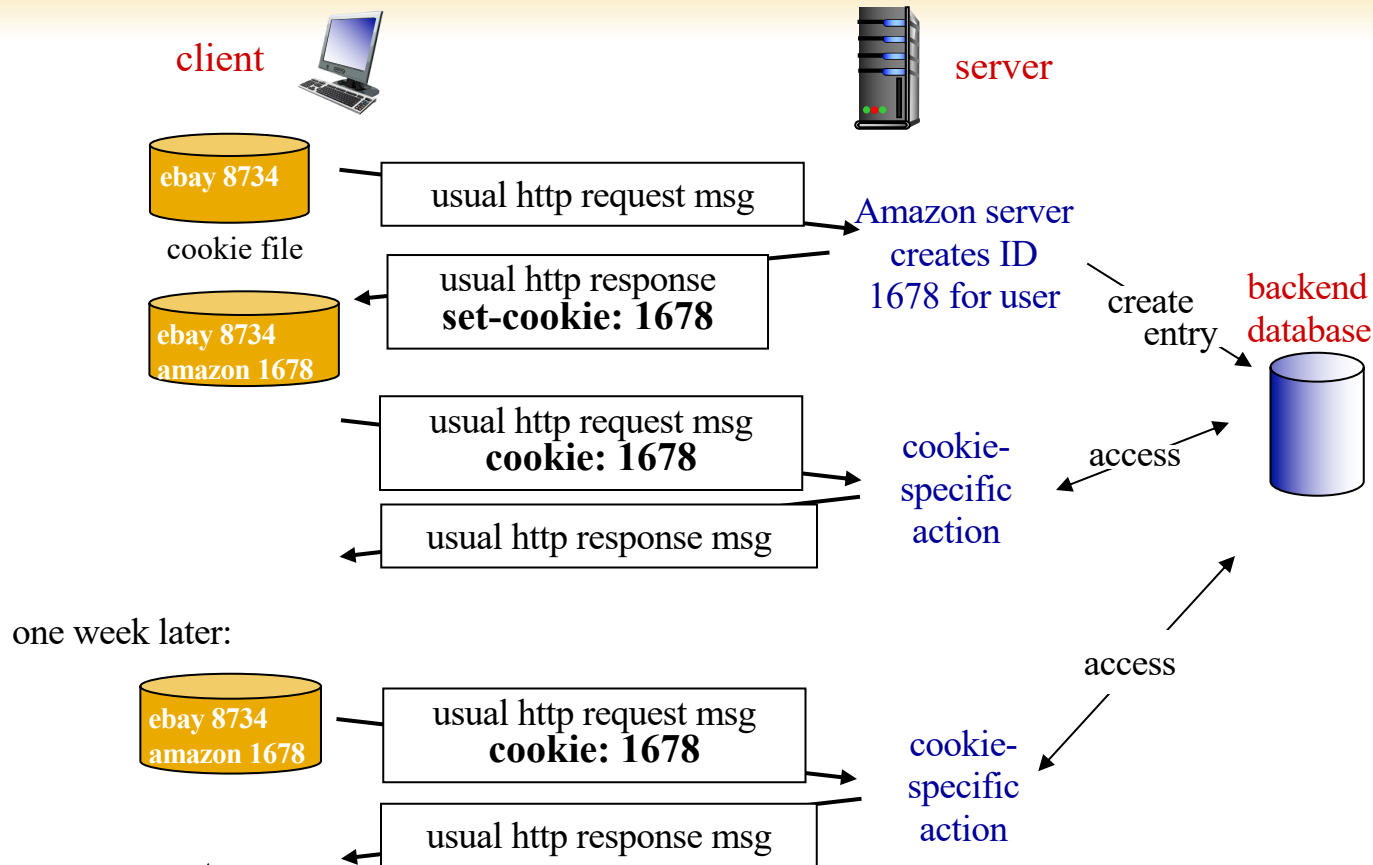 client
server
ebay 8734
cookie file
usual http request msg
Amazon server
creates ID
1678 for user
usual http response
set-cookie: 1678
create
entry
backend
database
ebay 8734
amazon 1678
usual http request msg
cookie: 1678
cookie-
specific
action
access
usual http response msg
one week later:
access
ebay 8734
amazon 1678
usual http request msg
cookie: 1678
cookie-
specific
action
usual http response msg